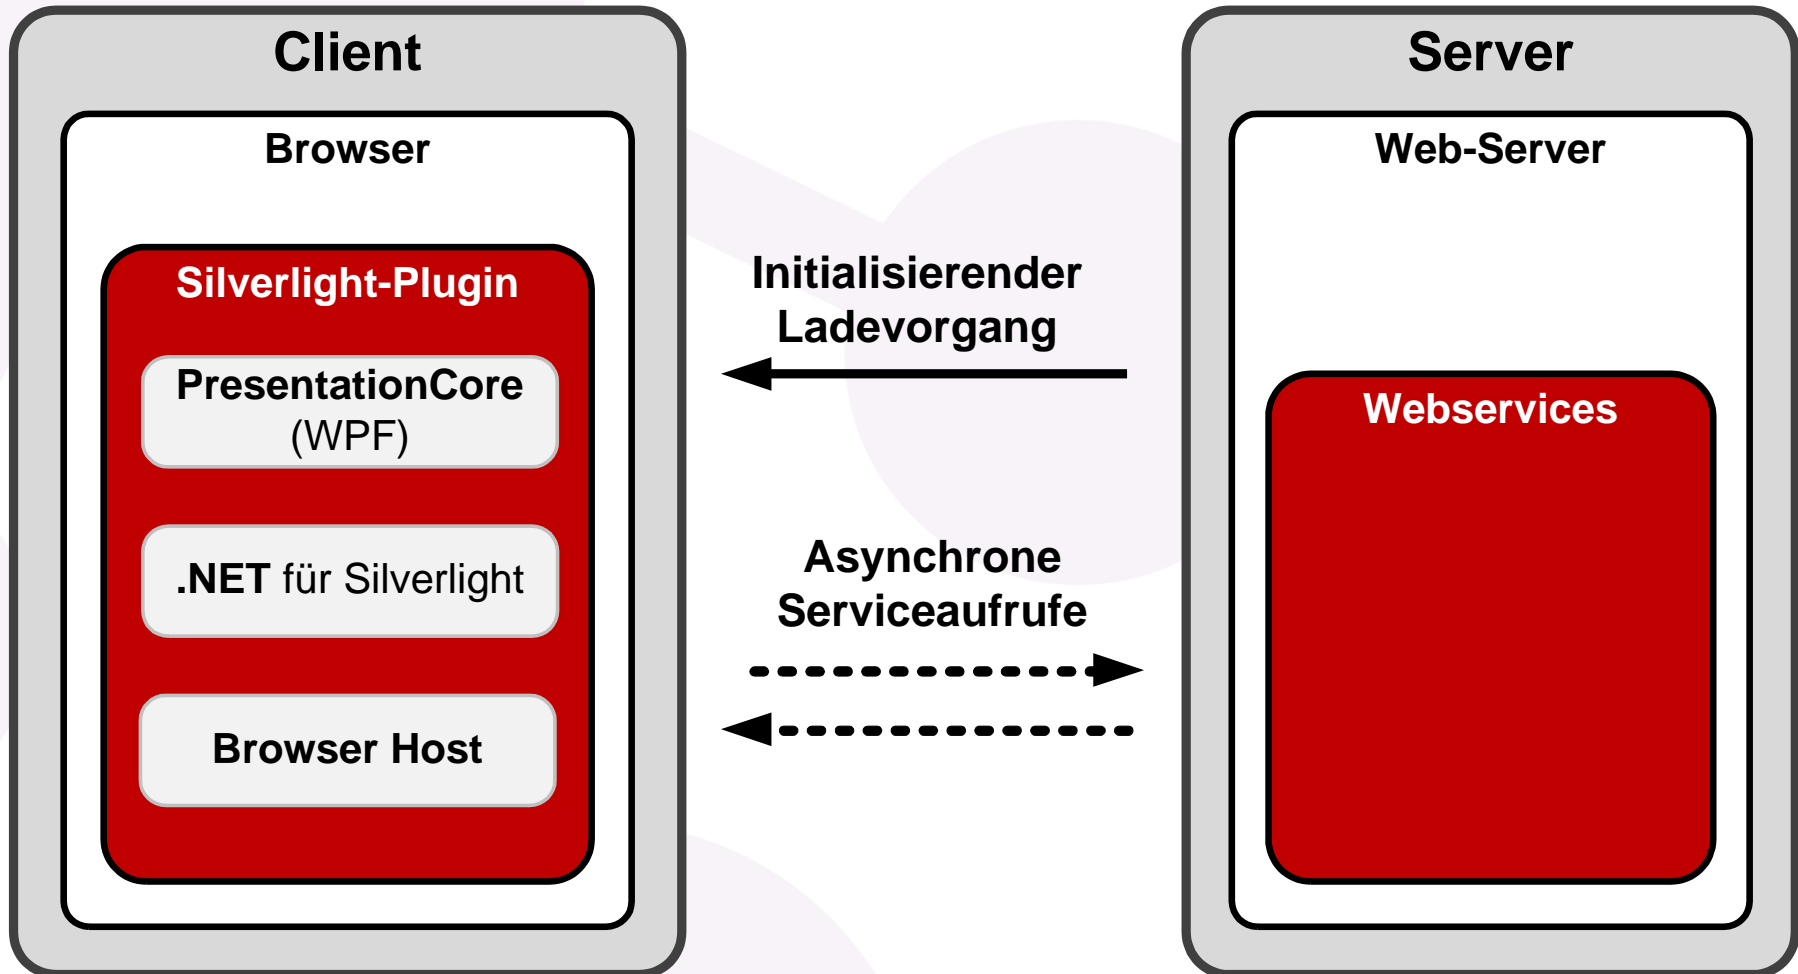 Client
Browser
Silverlight-Plugin
PresentationCore
(WPF)
.NET für Silverlight
Browser Host
Initialisierender
Ladevorgang
Asynchrone
Serviceaufrufe
Server
Web-Server
Webservices